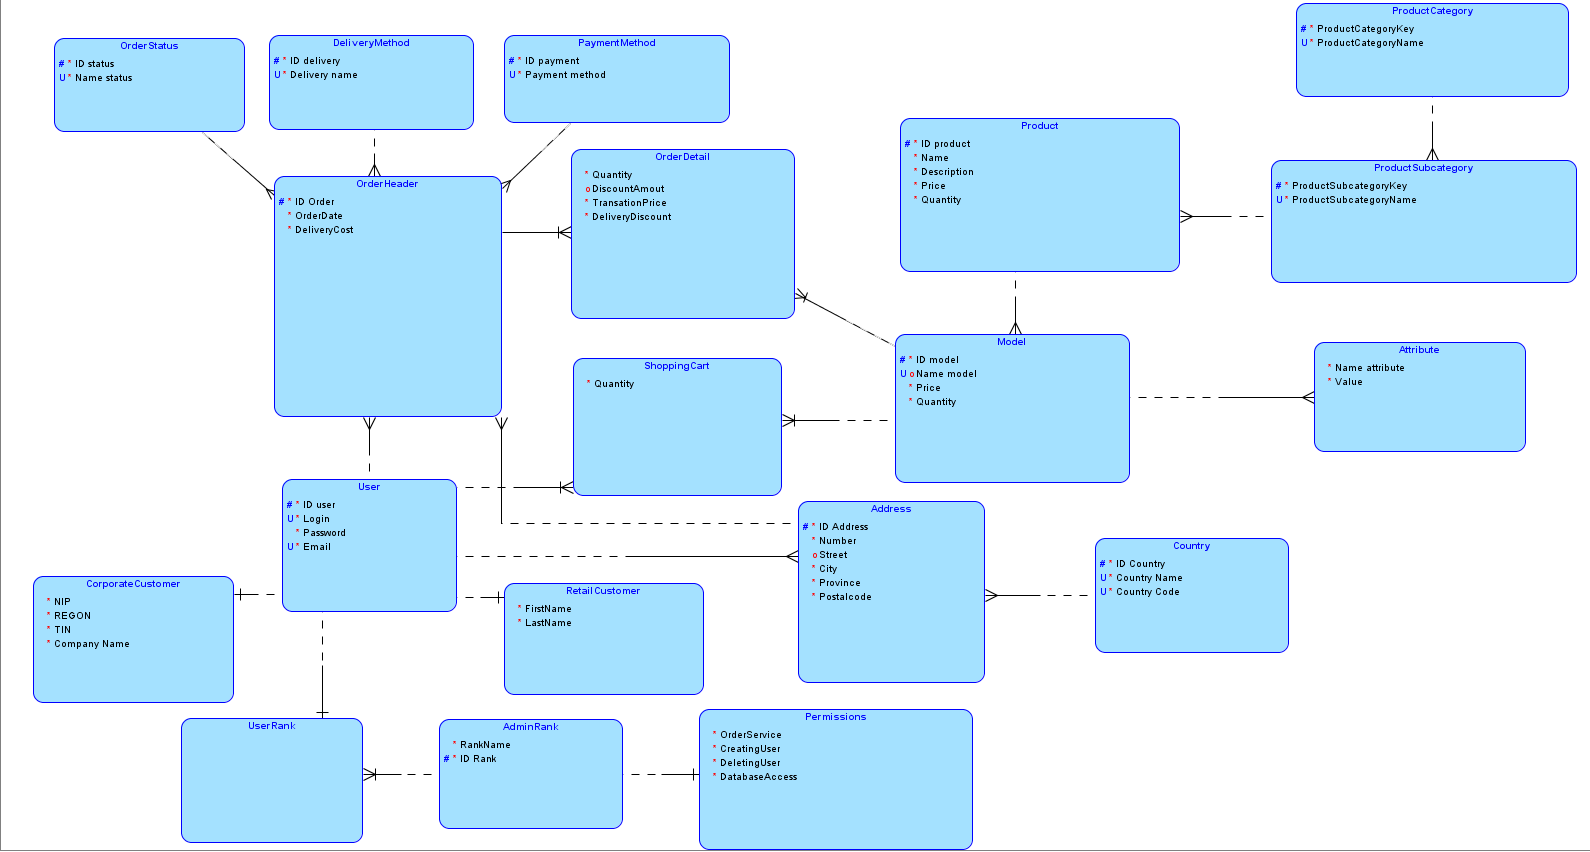 OrderStatus
# * ID status
U * Name status
DeliveryMethod
# * ID delivery
U * Delivery name
PaymentMethod
# * ID payment
U * Payment method
ProductCategory
# * ProductCategoryKey
U * ProductCategoryName
OrderHeader
# * ID Order
* OrderDate
* DeliveryCost
OrderDetail
* Quantity
o DiscountAmout
* TransationPrice
* DeliveryDiscount
Product
# * ID product
* Name
* Description
* Price
* Quantity
ProductSubcategory
# * ProductSubcategoryKey
U * ProductSubcategoryName
ShoppingCart
* Quantity
Model
# * ID model
U o Name model
* Price
* Quantity
Attribute
* Name attribute
* Value
User
# * ID user
U * Login
* Password
U * Email
Address
# * ID Address
* Number
o Street
* City
* Province
* Postalcode
Country
# * ID Country
U * Country Name
U * Country Code
CorporateCustomer
* NIP
* REGON
* TIN
* Company Name
RetailCustomer
* FirstName
* LastName
UserRank
AdminRank
* RankName
# * ID Rank
Permissions
* OrderService
* CreatingUser
* DeletingUser
* DatabaseAccess